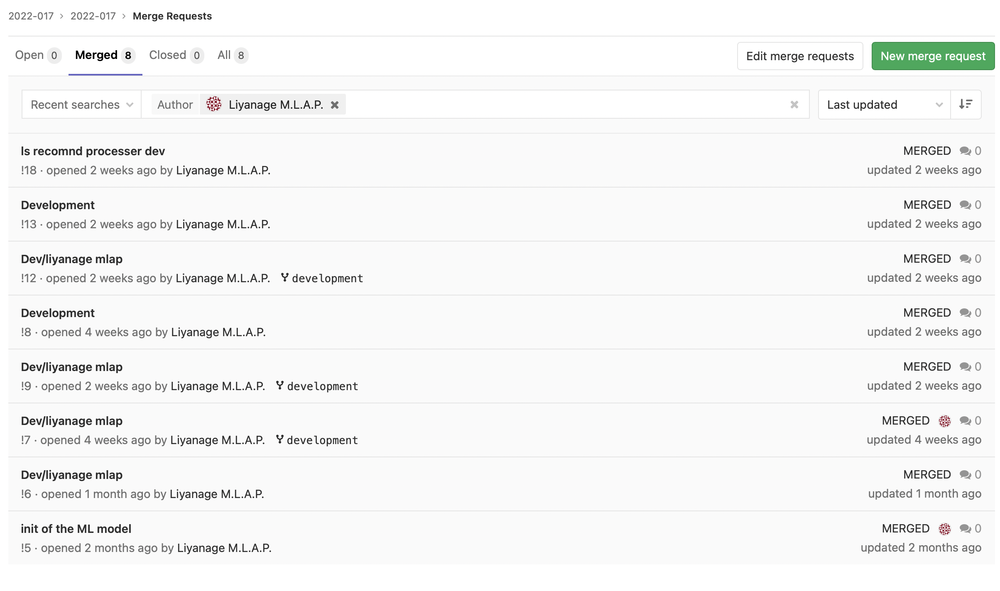 2022-017 › 2022-017 › Merge Requests
Open 0 Merged 8 Closed 0 All 8 Edit merge requests New merge request
Recent searches Author Liyanage M.L.A.P. Last updated
Is recomnd processer dev MERGED 0
!18 · opened 2 weeks ago by Liyanage M.L.A.P. updated 2 weeks ago
Development MERGED 0
!13 · opened 2 weeks ago by Liyanage M.L.A.P. updated 2 weeks ago
Dev/liyanage mlap MERGED 0
!12 · opened 2 weeks ago by Liyanage M.L.A.P. development updated 2 weeks ago
Development MERGED 0
!8 · opened 4 weeks ago by Liyanage M.L.A.P. updated 2 weeks ago
Dev/liyanage mlap MERGED 0
!9 · opened 2 weeks ago by Liyanage M.L.A.P. development updated 2 weeks ago
Dev/liyanage mlap MERGED 0
!7 · opened 4 weeks ago by Liyanage M.L.A.P. development updated 4 weeks ago
Dev/liyanage mlap MERGED 0
!6 · opened 1 month ago by Liyanage M.L.A.P. updated 1 month ago
init of the ML model MERGED 0
!5 · opened 2 months ago by Liyanage M.L.A.P. updated 2 months ago